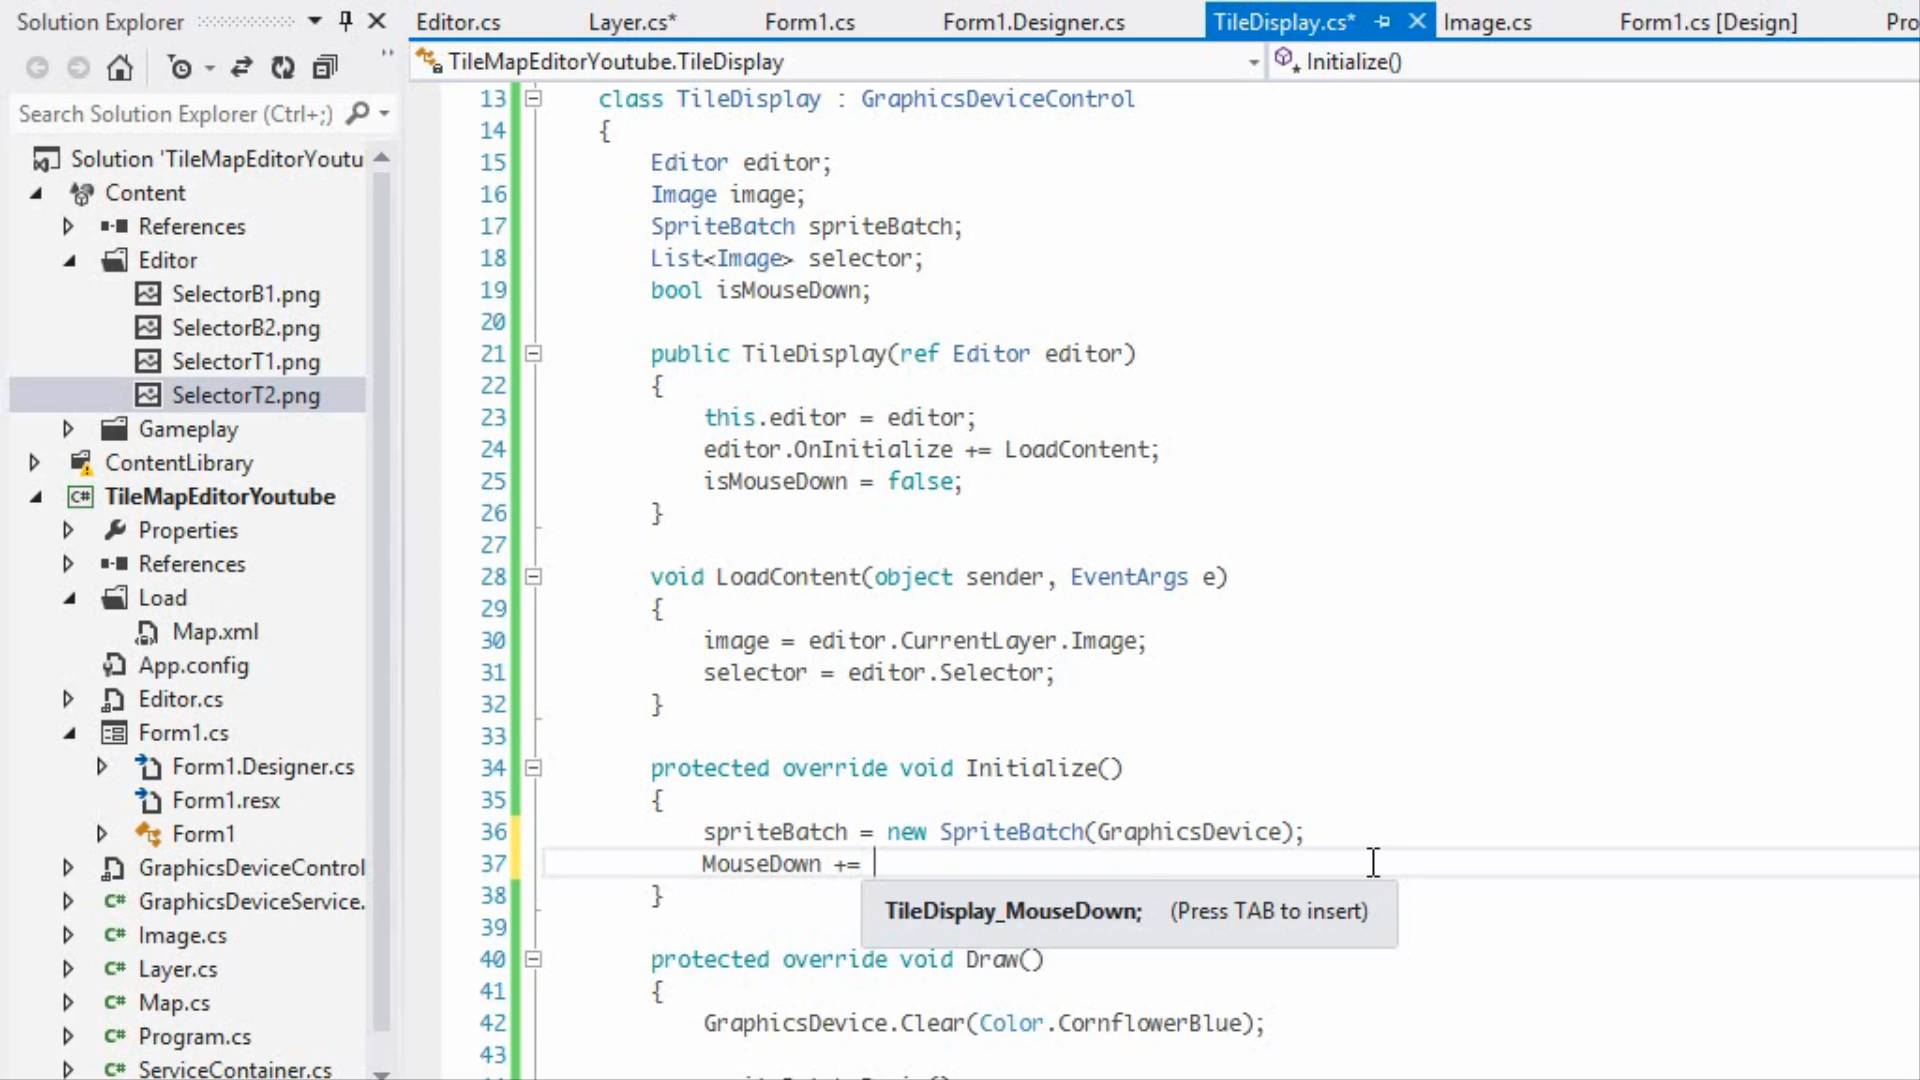 Solution Explorer
Search Solution Explorer (Ctrl+;)
Solution 'TileMapEditorYoutu
Content
References
Editor
SelectorB1.png
SelectorB2.png
SelectorT1.png
SelectorT2.png
Gameplay
ContentLibrary
TileMapEditorYoutube
Properties
References
Load
Map.xml
App.config
Editor.cs
Form1.cs
Form1.Designer.cs
Form1.resx
Form1
GraphicsDeviceControl
GraphicsDeviceService.
Image.cs
Layer.cs
Map.cs
Program.cs
ServiceContainer.cs
Editor.cs Layer.cs* Form1.cs Form1.Designer.cs TileDisplay.cs* Image.cs Form1.cs [Design] Pro
TileMapEditorYoutube.TileDisplay Initialize()
13 class TileDisplay : GraphicsDeviceControl
14 {
15 Editor editor;
16 Image image;
17 SpriteBatch spriteBatch;
18 List<Image> selector;
19 bool isMouseDown;
20
21 public TileDisplay(ref Editor editor)
22 {
23 this.editor = editor;
24 editor.OnInitialize += LoadContent;
25 isMouseDown = false;
26 }
27
28 void LoadContent(object sender, EventArgs e)
29 {
30 image = editor.CurrentLayer.Image;
31 selector = editor.Selector;
32 }
33
34 protected override void Initialize()
35 {
36 spriteBatch = new SpriteBatch(GraphicsDevice);
37 MouseDown +=
38 }
TileDisplay_MouseDown; (Press TAB to insert)
39
40 protected override void Draw()
41 {
42 GraphicsDevice.Clear(Color.CornflowerBlue);
43